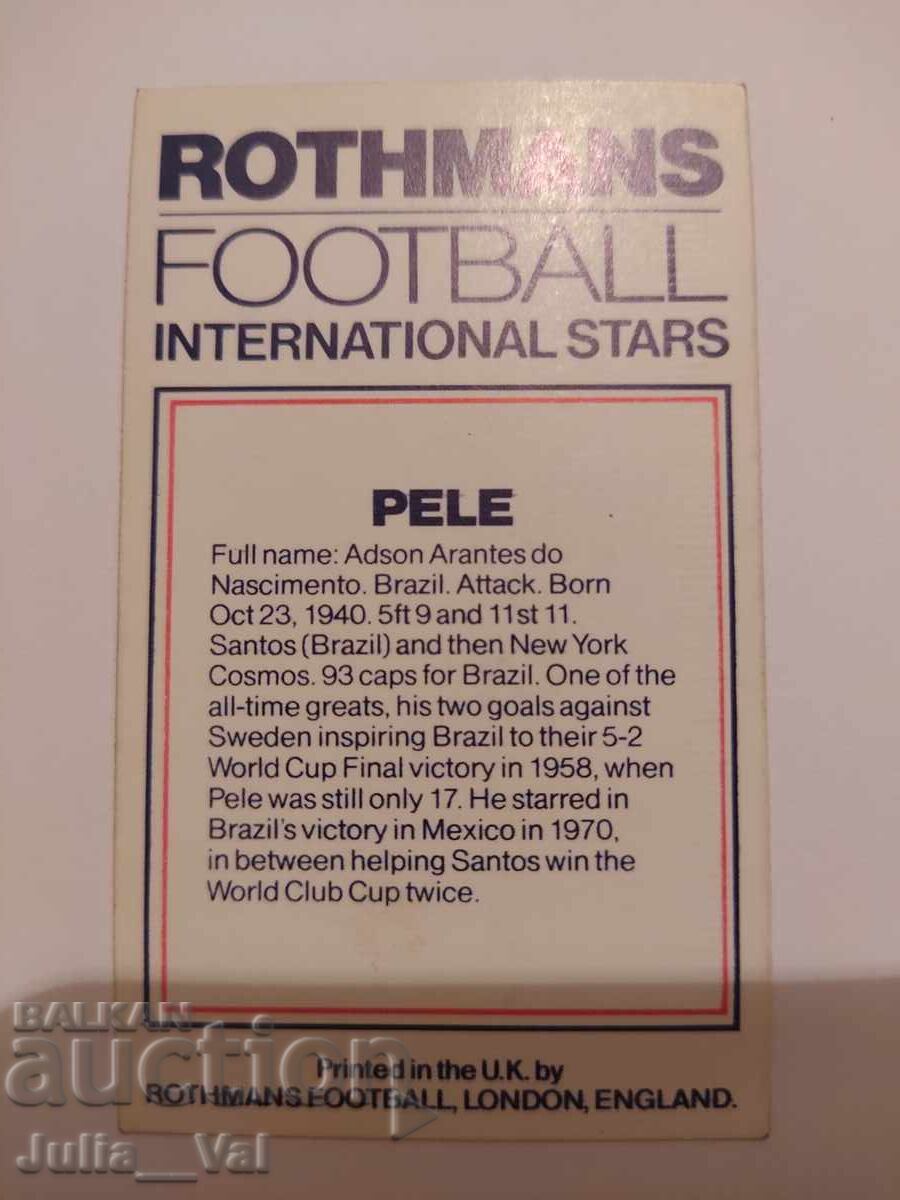 ROTHMANS
FOOTBALL
INTERNATIONAL STARS
PELE
Full name: Adson Arantes do
Nascimento. Brazil. Attack. Born
Oct 23, 1940. 5ft 9 and 11st 11.
Santos (Brazil) and then New York
Cosmos. 93 caps for Brazil. One of the
all-time greats, his two goals against
Sweden inspiring Brazil to their 5-2
World Cup Final victory in 1958, when
Pele was still only 17. He starred in
Brazil's victory in Mexico in 1970,
in between helping Santos win the
World Club Cup twice.
Printed in the U.K. by
ROTHMANS FOOTBALL, LONDON, ENGLAND.
BALKAN
auction
Julia__Val